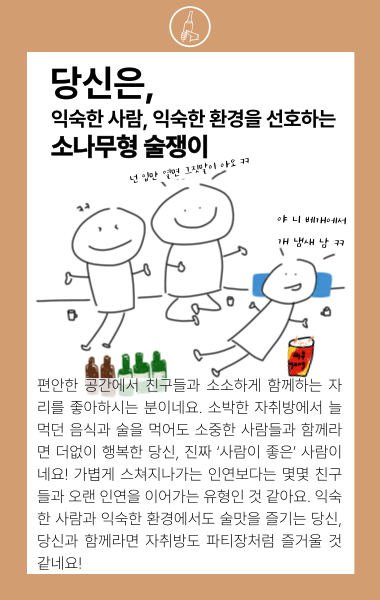 당신은,
익숙한 사람, 익숙한 환경을 선호하는
소나무형 술쟁이
넌 입만 열면 그짓말이 아요 ㅋㅋ
ㅋㅋ
야 니 베개에서
개 냄새 남 ㅋㅋ
편안한 공간에서 친구들과 소소하게 함께하는 자
리를 좋아하시는 분이네요. 소박한 자취방에서 늘
먹던 음식과 술을 먹어도 소중한 사람들과 함께라
면 더없이 행복한 당신, 진짜 ‘사람이 좋은’ 사람이
네요! 가볍게 스쳐지나가는 인연보다는 몇몇 친구
들과 오랜 인연을 이어가는 유형인 것 같아요. 익숙
한 사람과 익숙한 환경에서도 술맛을 즐기는 당신,
당신과 함께라면 자취방도 파티장처럼 즐거울 것
같네요!